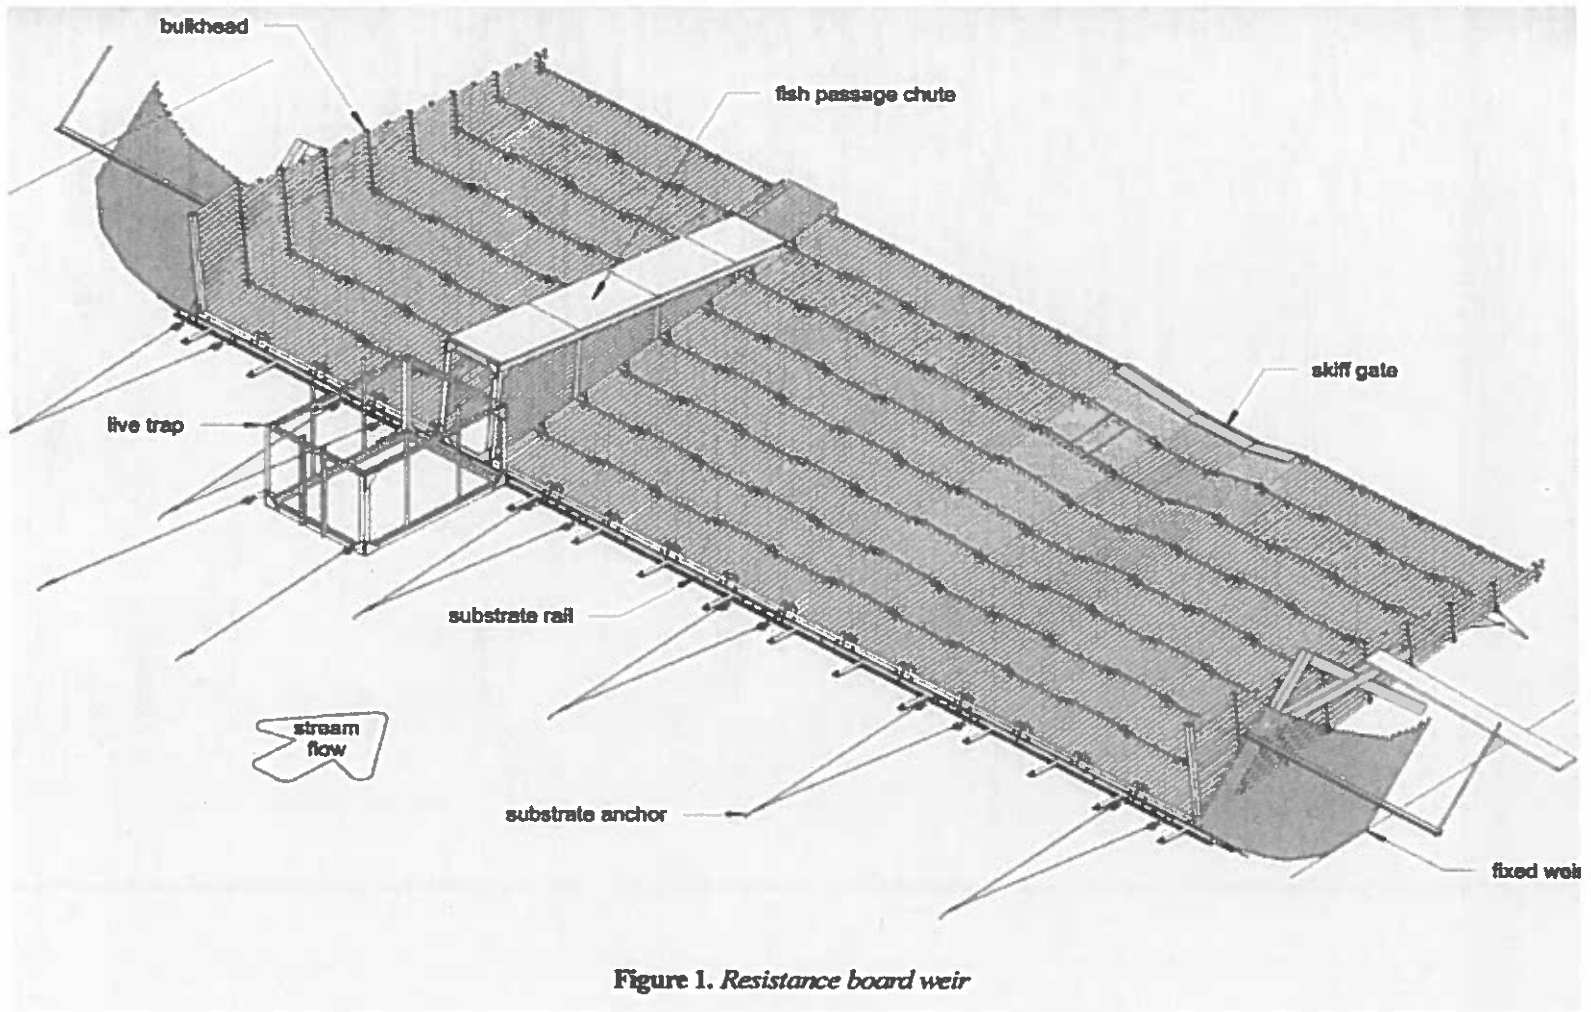 bulkhead
fish passage chute
skiff gate
live trap
substrate rail
stream
flow
substrate anchor
fixed weir
Figure 1. Resistance board weir